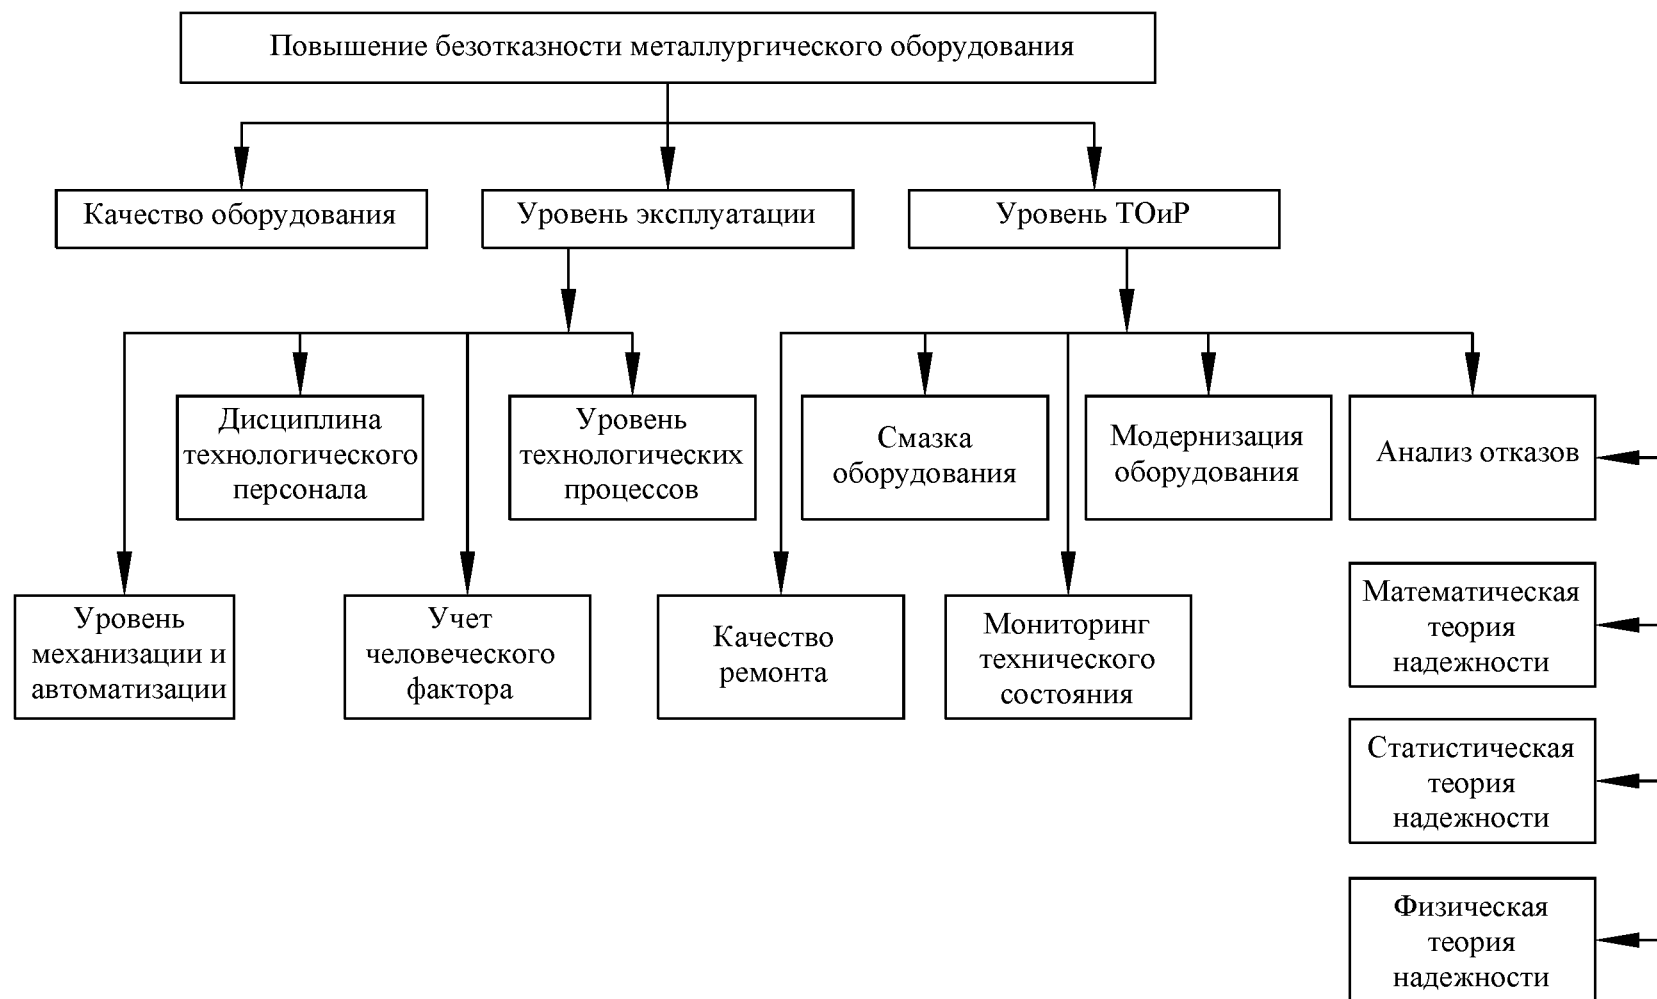 Повышение безотказности металлургического оборудования
Качество оборудования
Уровень эксплуатации
Уровень ТОиР
Дисциплина
технологического
персонала
Уровень
технологических
процессов
Смазка
оборудования
Модернизация
оборудования
Анализ отказов
Уровень
механизации и
автоматизации
Учет
человеческого
фактора
Качество
ремонта
Мониторинг
технического
состояния
Математическая
теория
надежности
Статистическая
теория
надежности
Физическая
теория
надежности